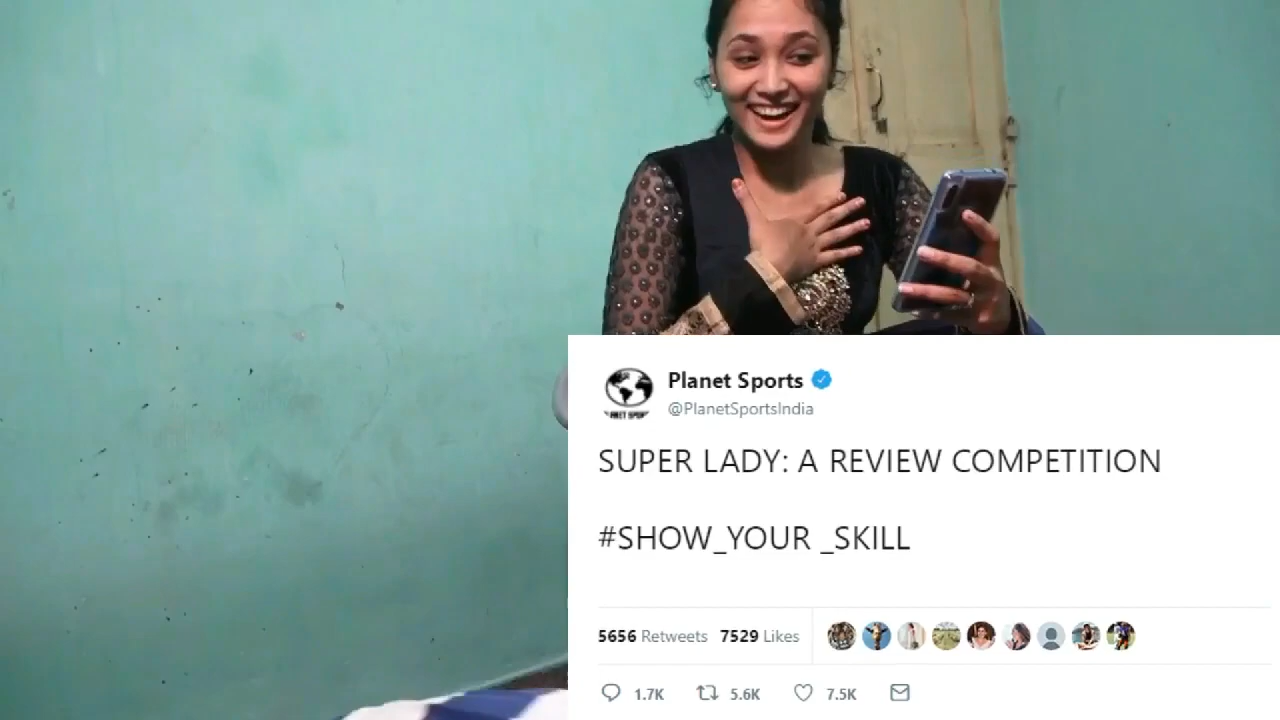 Planet Sports
@PlanetSportsIndia
SUPER LADY: A REVIEW COMPETITION
#SHOW_YOUR _SKILL
5656 Retweets 7529 Likes
1.7K 5.6K 7.5K